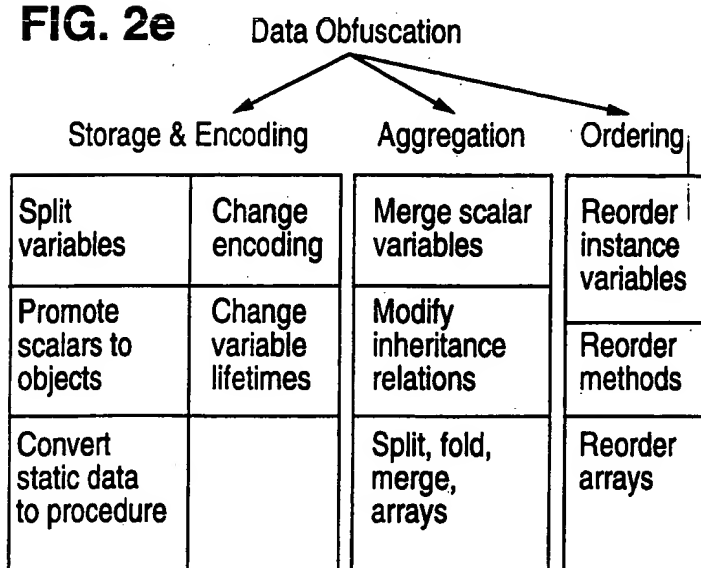 FIG. 2e
Data Obfuscation
Storage & Encoding
Aggregation
Ordering
Split
variables
Change
encoding
Merge scalar
variables
Reorder
instance
variables
Promote
scalars to
objects
Change
variable
lifetimes
Modify
inheritance
relations
Reorder
methods
Convert
static data
to procedure
Split, fold,
merge,
arrays
Reorder
arrays